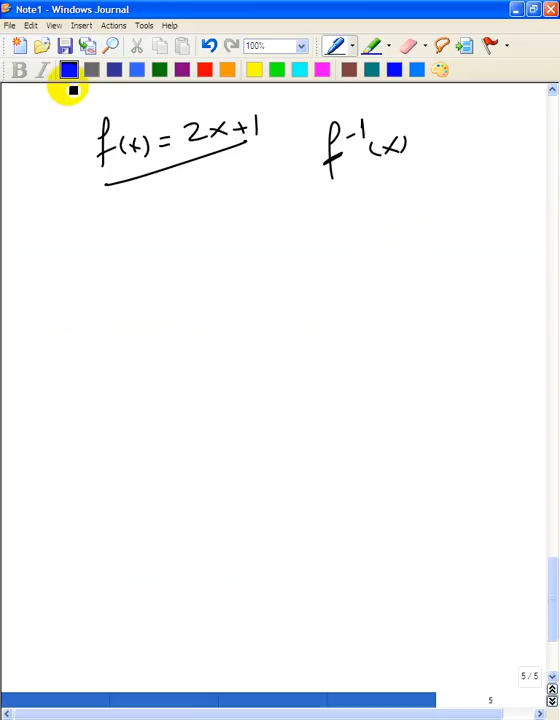 Note1 - Windows Journal
File Edit View Insert Actions Tools Help
100%
B I
f(x) = 2x+1 f⁻¹(x)
5 / 5
5